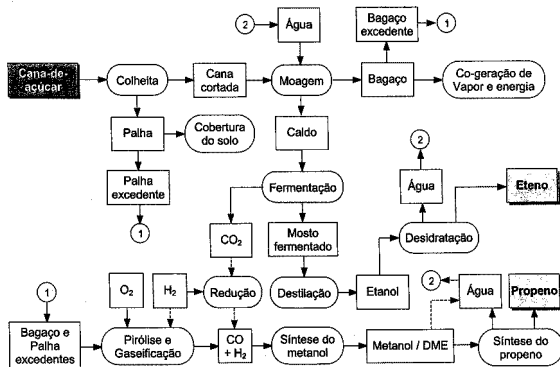 2
Água
Bagaço
excedente
1
Cana-de-
açúcar
Colheita
Cana
cortada
Moagem
Bagaço
Co-geração de
Vapor e energia
Palha
Cobertura
do solo
Caldo
2
Palha
excedente
Fermentação
Água
Eteno
1
CO₂
Mosto
fermentado
Desidratação
1
O₂
H₂
Redução
Destilação
Etanol
2
Água
Propeno
Bagaço e
Palha
excedentes
Pirólise e
Gaseificação
CO
+ H₂
Síntese do
metanol
Metanol / DME
Síntese do
propeno